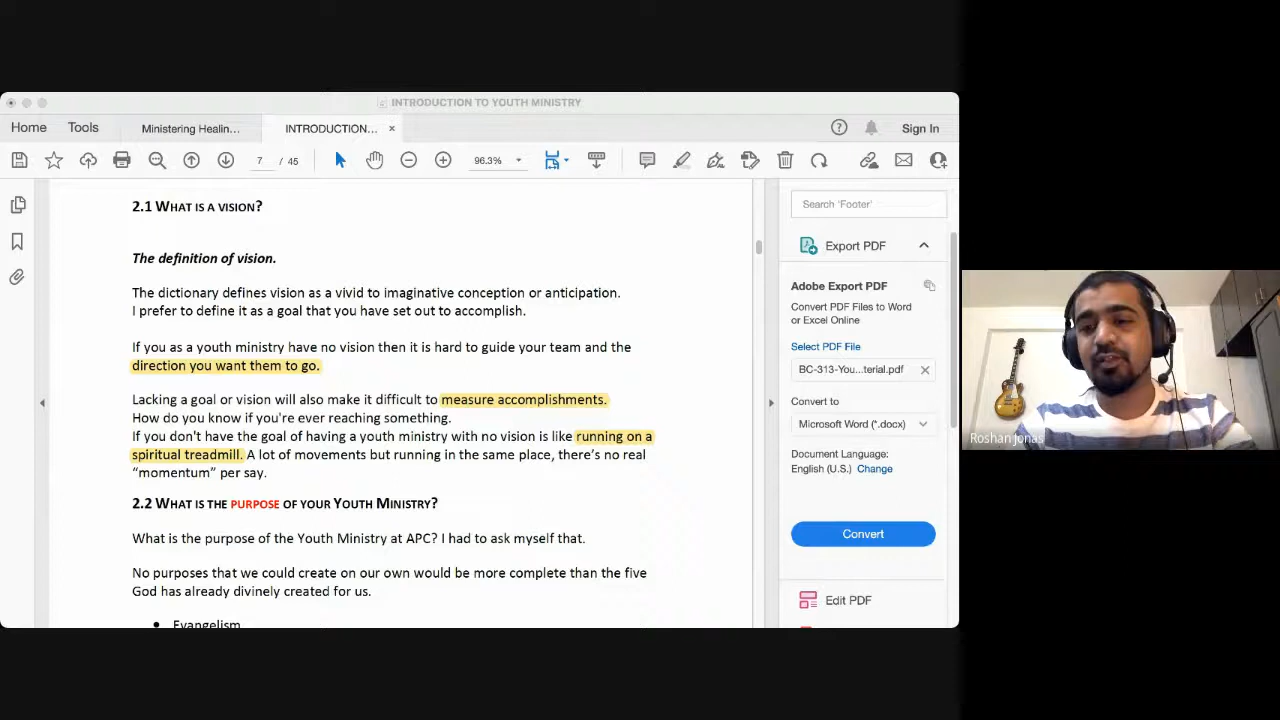 INTRODUCTION TO YOUTH MINISTRY
Home
Tools
Ministering Healin...
INTRODUCTION...
Sign In
7 / 45
96.3%
2.1 WHAT IS A VISION?
The definition of vision.
The dictionary defines vision as a vivid to imaginative conception or anticipation.
I prefer to define it as a goal that you have set out to accomplish.
If you as a youth ministry have no vision then it is hard to guide your team and the
direction you want them to go.
Lacking a goal or vision will also make it difficult to measure accomplishments.
How do you know if you're ever reaching something.
If you don't have the goal of having a youth ministry with no vision is like running on a
spiritual treadmill. A lot of movements but running in the same place, there's no real
“momentum” per say.
2.2 WHAT IS THE PURPOSE OF YOUR YOUTH MINISTRY?
What is the purpose of the Youth Ministry at APC? I had to ask myself that.
No purposes that we could create on our own would be more complete than the five
God has already divinely created for us.
• Evangelism
Search 'Footer'
Export PDF
Adobe Export PDF
Convert PDF Files to Word
or Excel Online
Select PDF File
BC-313-You...terial.pdf
Convert to
Microsoft Word (*.docx)
Document Language:
English (U.S.) Change
Convert
Edit PDF
Roshan Jonas